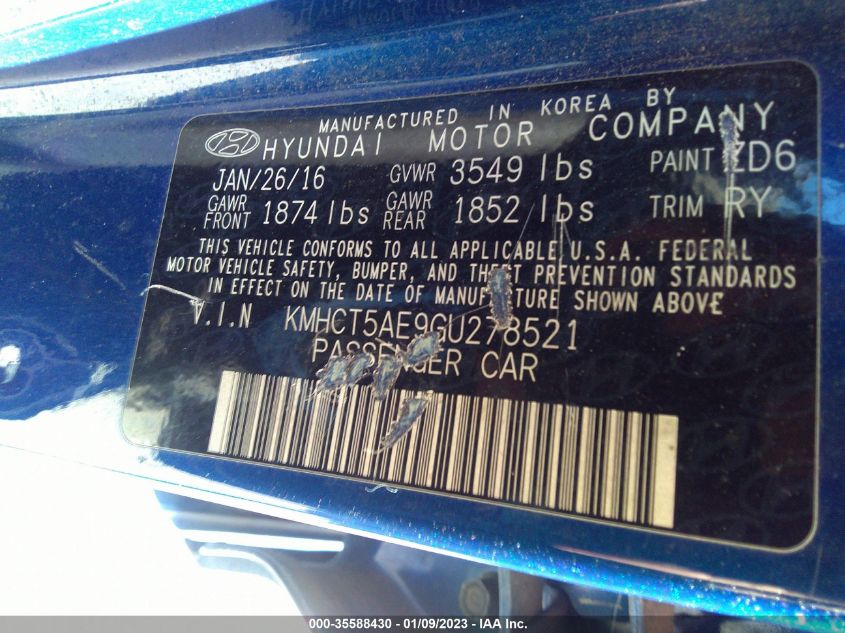 MANUFACTURED IN KOREA BY
HYUNDAI MOTOR COMPANY
JAN/26/16 GVWR 3549 lbs PAINT ZD6
GAWR FRONT 1874 lbs GAWR REAR 1852 lbs TRIM RY
THIS VEHICLE CONFORMS TO ALL APPLICABLE U.S.A. FEDERAL
MOTOR VEHICLE SAFETY, BUMPER, AND THEFT PREVENTION STANDARDS
IN EFFECT ON THE DATE OF MANUFACTURE SHOWN ABOVE
V.I.N KMHCT5AE9GU278521
PASSENGER CAR
000-35588430 - 01/09/2023 - IAA Inc.